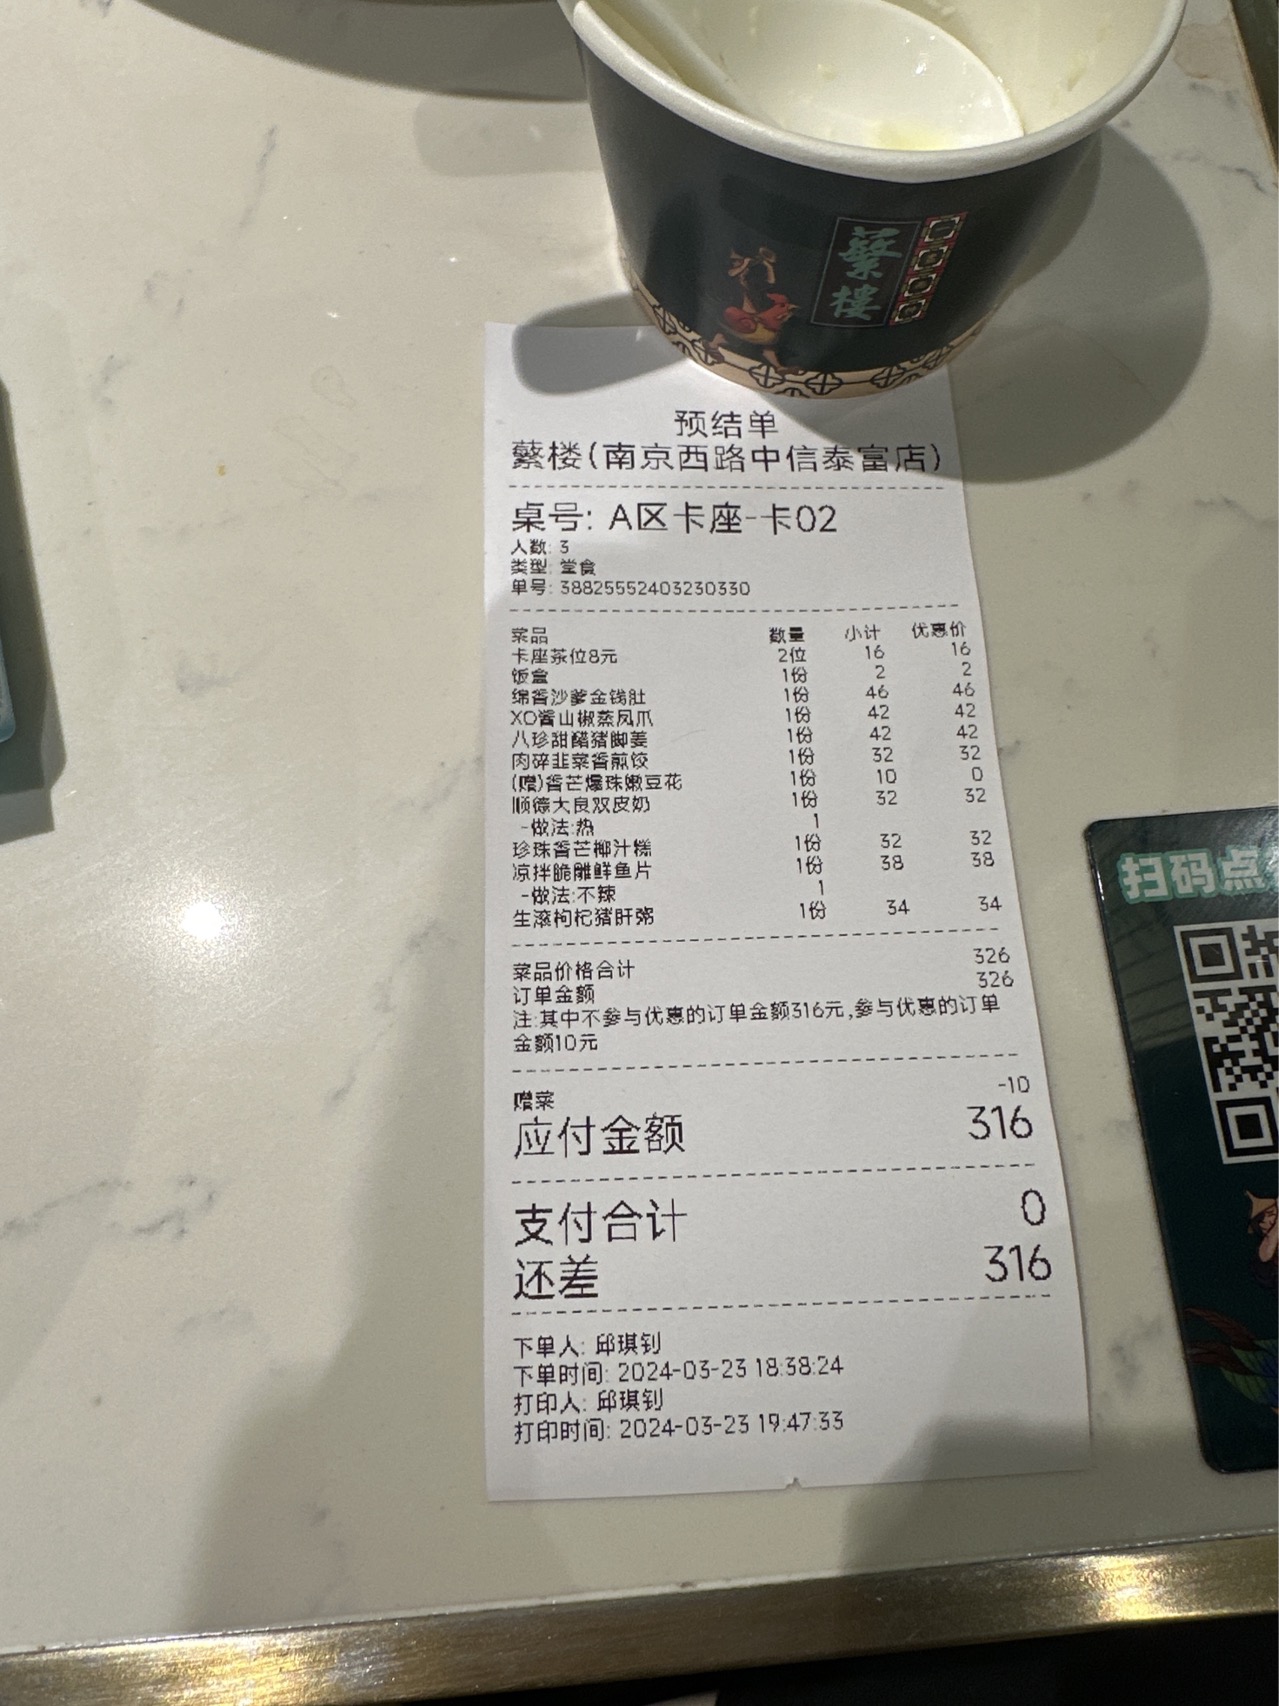 蘩樓
预结单
蘩楼(南京西路中信泰富店)
桌号: A区卡座-卡02
人数: 3
类型: 堂食
单号: 38825552403230330
菜品 数量 小计 优惠价
卡座茶位8元 2位 16 16
饭盒 1份 2 2
绵香沙爹金钱肚 1份 46 46
XO酱山椒蒸凤爪 1份 42 42
八珍甜醋猪脚姜 1份 42 42
肉碎韭菜香煎饺 1份 32 32
(赠)香芒爆珠嫩豆花 1份 10 0
顺德大良双皮奶 1份 32 32
-做法:热 1
珍珠香芒椰汁糕 1份 32 32
凉拌脆雕鲜鱼片 1份 38 38
-做法:不辣 1
生滚枸杞猪肝粥 1份 34 34
菜品价格合计 326
订单金额 326
注:其中不参与优惠的订单金额316元,参与优惠的订单
金额10元
赠菜 -10
应付金额 316
支付合计 0
还差 316
下单人: 邱琪钊
下单时间: 2024-03-23 18:38:24
打印人: 邱琪钊
打印时间: 2024-03-23 19:47:33
扫码点